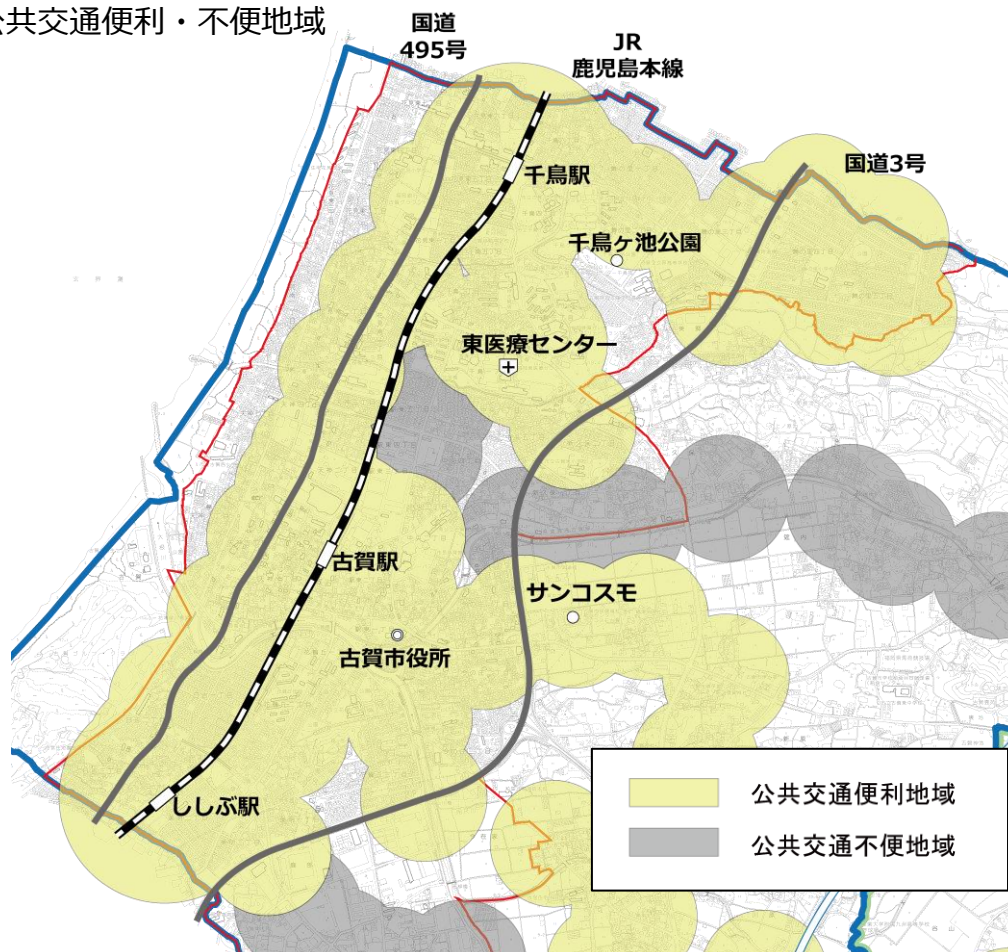 公共交通便利・不便地域
国道
495号
JR
鹿児島本線
国道3号
千鳥駅
千鳥ヶ池公園
東医療センター
古賀駅
サンコスモ
古賀市役所
ししぶ駅
公共交通便利地域
公共交通不便地域